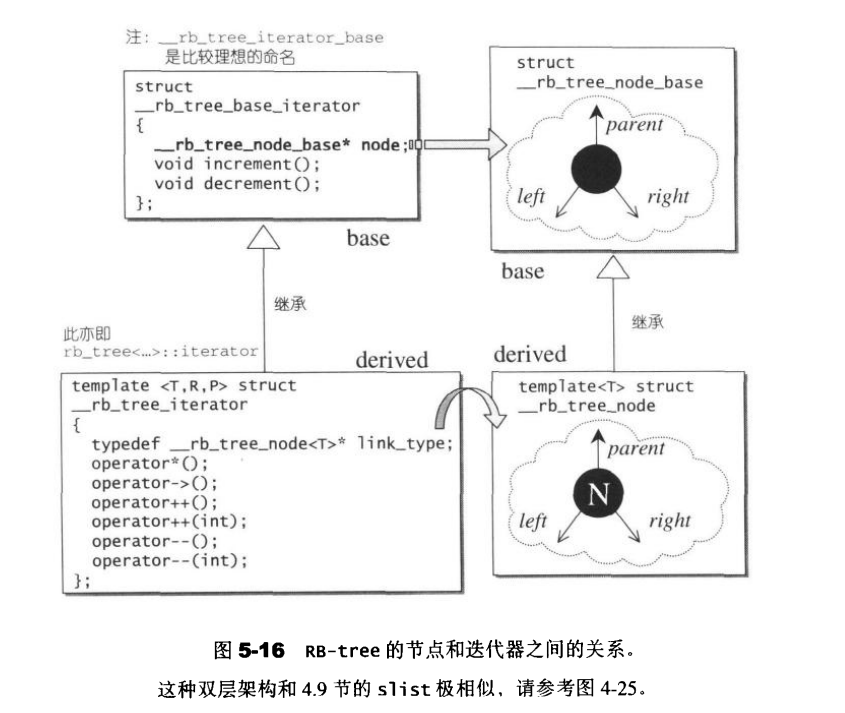 注: __rb_tree_iterator_base
是比较理想的命名
struct
__rb_tree_base_iterator
{
__rb_tree_node_base* node;
void increment();
void decrement();
};
base
struct
__rb_tree_node_base
parent
left
right
base
继承
继承
此亦即
rb_tree<…>::iterator
derived
derived
template <T,R,P> struct
__rb_tree_iterator
{
typedef __rb_tree_node<T>* link_type;
operator*();
operator->();
operator++();
operator++(int);
operator--();
operator--(int);
};
template<T> struct
__rb_tree_node
parent
N
left
right
图 5-16 RB-tree 的节点和迭代器之间的关系。
这种双层架构和 4.9 节的 slist 极相似，请参考图 4-25。